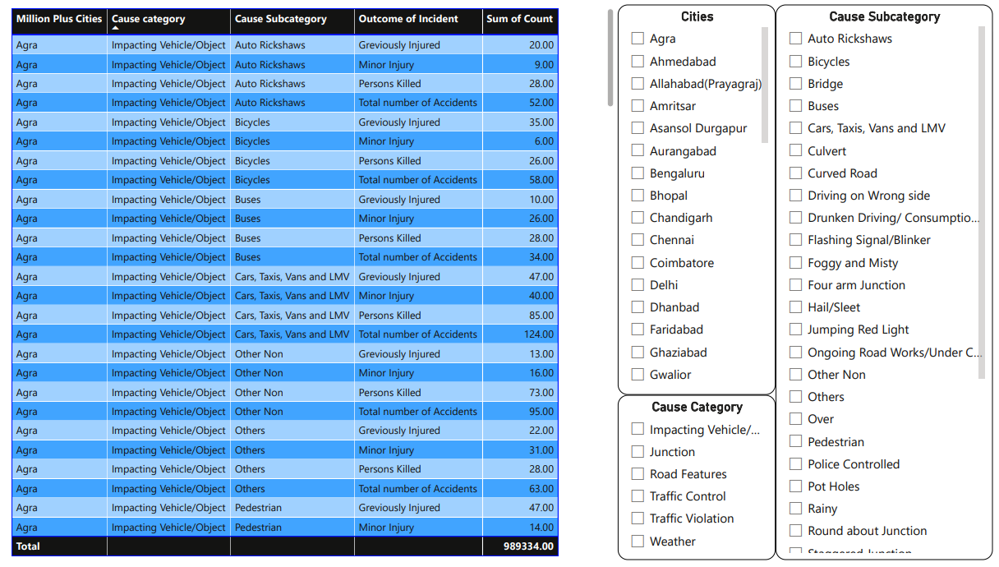 Million Plus Cities Cause category Cause Subcategory Outcome of Incident Sum of Count
Agra Impacting Vehicle/Object Auto Rickshaws Greviously Injured 20.00
Agra Impacting Vehicle/Object Auto Rickshaws Minor Injury 9.00
Agra Impacting Vehicle/Object Auto Rickshaws Persons Killed 28.00
Agra Impacting Vehicle/Object Auto Rickshaws Total number of Accidents 52.00
Agra Impacting Vehicle/Object Bicycles Greviously Injured 35.00
Agra Impacting Vehicle/Object Bicycles Minor Injury 6.00
Agra Impacting Vehicle/Object Bicycles Persons Killed 26.00
Agra Impacting Vehicle/Object Bicycles Total number of Accidents 58.00
Agra Impacting Vehicle/Object Buses Greviously Injured 10.00
Agra Impacting Vehicle/Object Buses Minor Injury 26.00
Agra Impacting Vehicle/Object Buses Persons Killed 28.00
Agra Impacting Vehicle/Object Buses Total number of Accidents 34.00
Agra Impacting Vehicle/Object Cars, Taxis, Vans and LMV Greviously Injured 47.00
Agra Impacting Vehicle/Object Cars, Taxis, Vans and LMV Minor Injury 40.00
Agra Impacting Vehicle/Object Cars, Taxis, Vans and LMV Persons Killed 85.00
Agra Impacting Vehicle/Object Cars, Taxis, Vans and LMV Total number of Accidents 124.00
Agra Impacting Vehicle/Object Other Non Greviously Injured 13.00
Agra Impacting Vehicle/Object Other Non Minor Injury 16.00
Agra Impacting Vehicle/Object Other Non Persons Killed 73.00
Agra Impacting Vehicle/Object Other Non Total number of Accidents 95.00
Agra Impacting Vehicle/Object Others Greviously Injured 22.00
Agra Impacting Vehicle/Object Others Minor Injury 31.00
Agra Impacting Vehicle/Object Others Persons Killed 28.00
Agra Impacting Vehicle/Object Others Total number of Accidents 63.00
Agra Impacting Vehicle/Object Pedestrian Greviously Injured 47.00
Agra Impacting Vehicle/Object Pedestrian Minor Injury 14.00
Total 989334.00
Cities
Agra
Ahmedabad
Allahabad(Prayagraj)
Amritsar
Asansol Durgapur
Aurangabad
Bengaluru
Bhopal
Chandigarh
Chennai
Coimbatore
Delhi
Dhanbad
Faridabad
Ghaziabad
Gwalior
Cause Category
Impacting Vehicle/...
Junction
Road Features
Traffic Control
Traffic Violation
Weather
Cause Subcategory
Auto Rickshaws
Bicycles
Bridge
Buses
Cars, Taxis, Vans and LMV
Culvert
Curved Road
Driving on Wrong side
Drunken Driving/ Consumptio...
Flashing Signal/Blinker
Foggy and Misty
Four arm Junction
Hail/Sleet
Jumping Red Light
Ongoing Road Works/Under C...
Other Non
Others
Over
Pedestrian
Police Controlled
Pot Holes
Rainy
Round about Junction
Staggered Junction